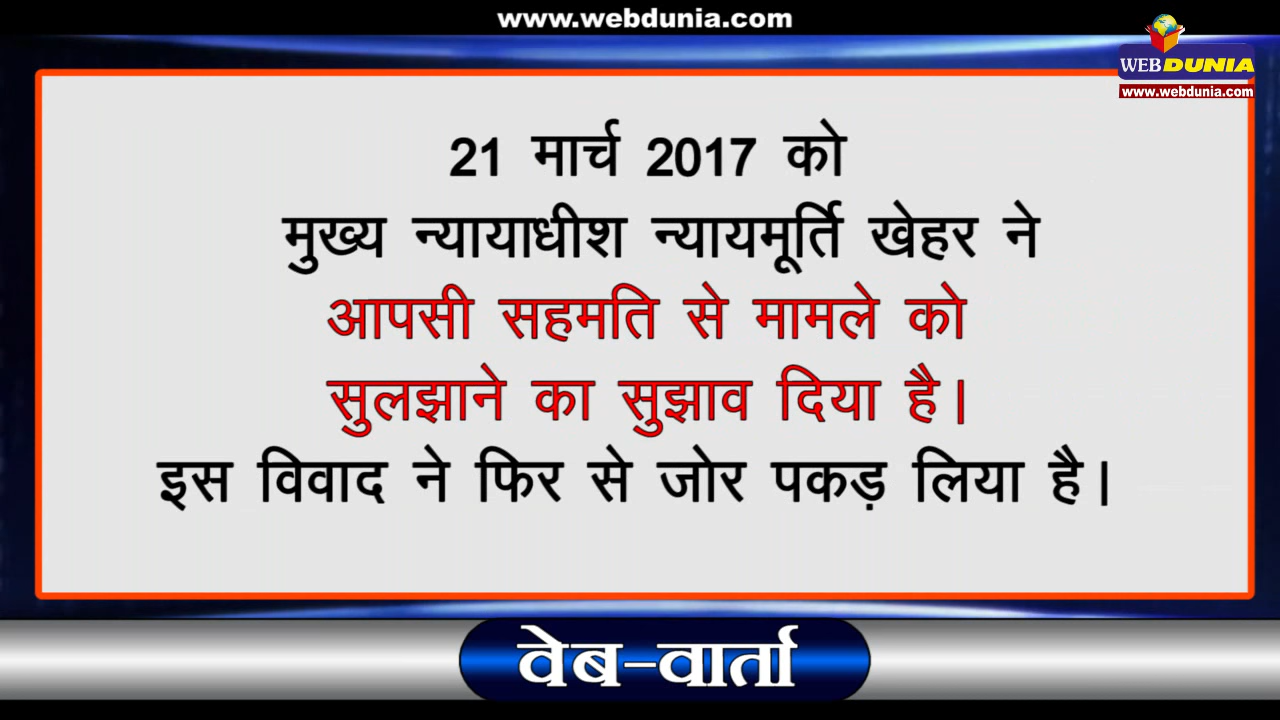 www.webdunia.com
WEBDUNIA
www.webdunia.com
21 मार्च 2017 को
मुख्य न्यायाधीश न्यायमूर्ति खेहर ने
आपसी सहमति से मामले को
सुलझाने का सुझाव दिया है।
इस विवाद ने फिर से जोर पकड़ लिया है।
वेब-वार्ता